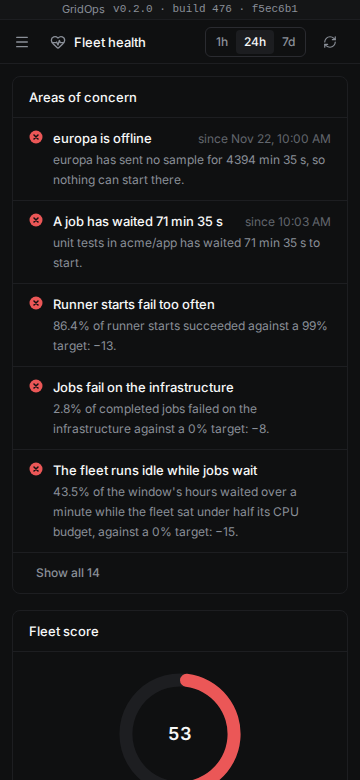 GridOps v0.2.0 · build 476 · f5ec6b1
Fleet health
1h 24h 7d
Areas of concern
europa is offline since Nov 22, 10:00 AM
europa has sent no sample for 4394 min 35 s, so
nothing can start there.
A job has waited 71 min 35 s since 10:03 AM
unit tests in acme/app has waited 71 min 35 s to
start.
Runner starts fail too often
86.4% of runner starts succeeded against a 99%
target: −13.
Jobs fail on the infrastructure
2.8% of completed jobs failed on the
infrastructure against a 0% target: −8.
The fleet runs idle while jobs wait
43.5% of the window's hours waited over a
minute while the fleet sat under half its CPU
budget, against a 0% target: −15.
Show all 14
Fleet score
53